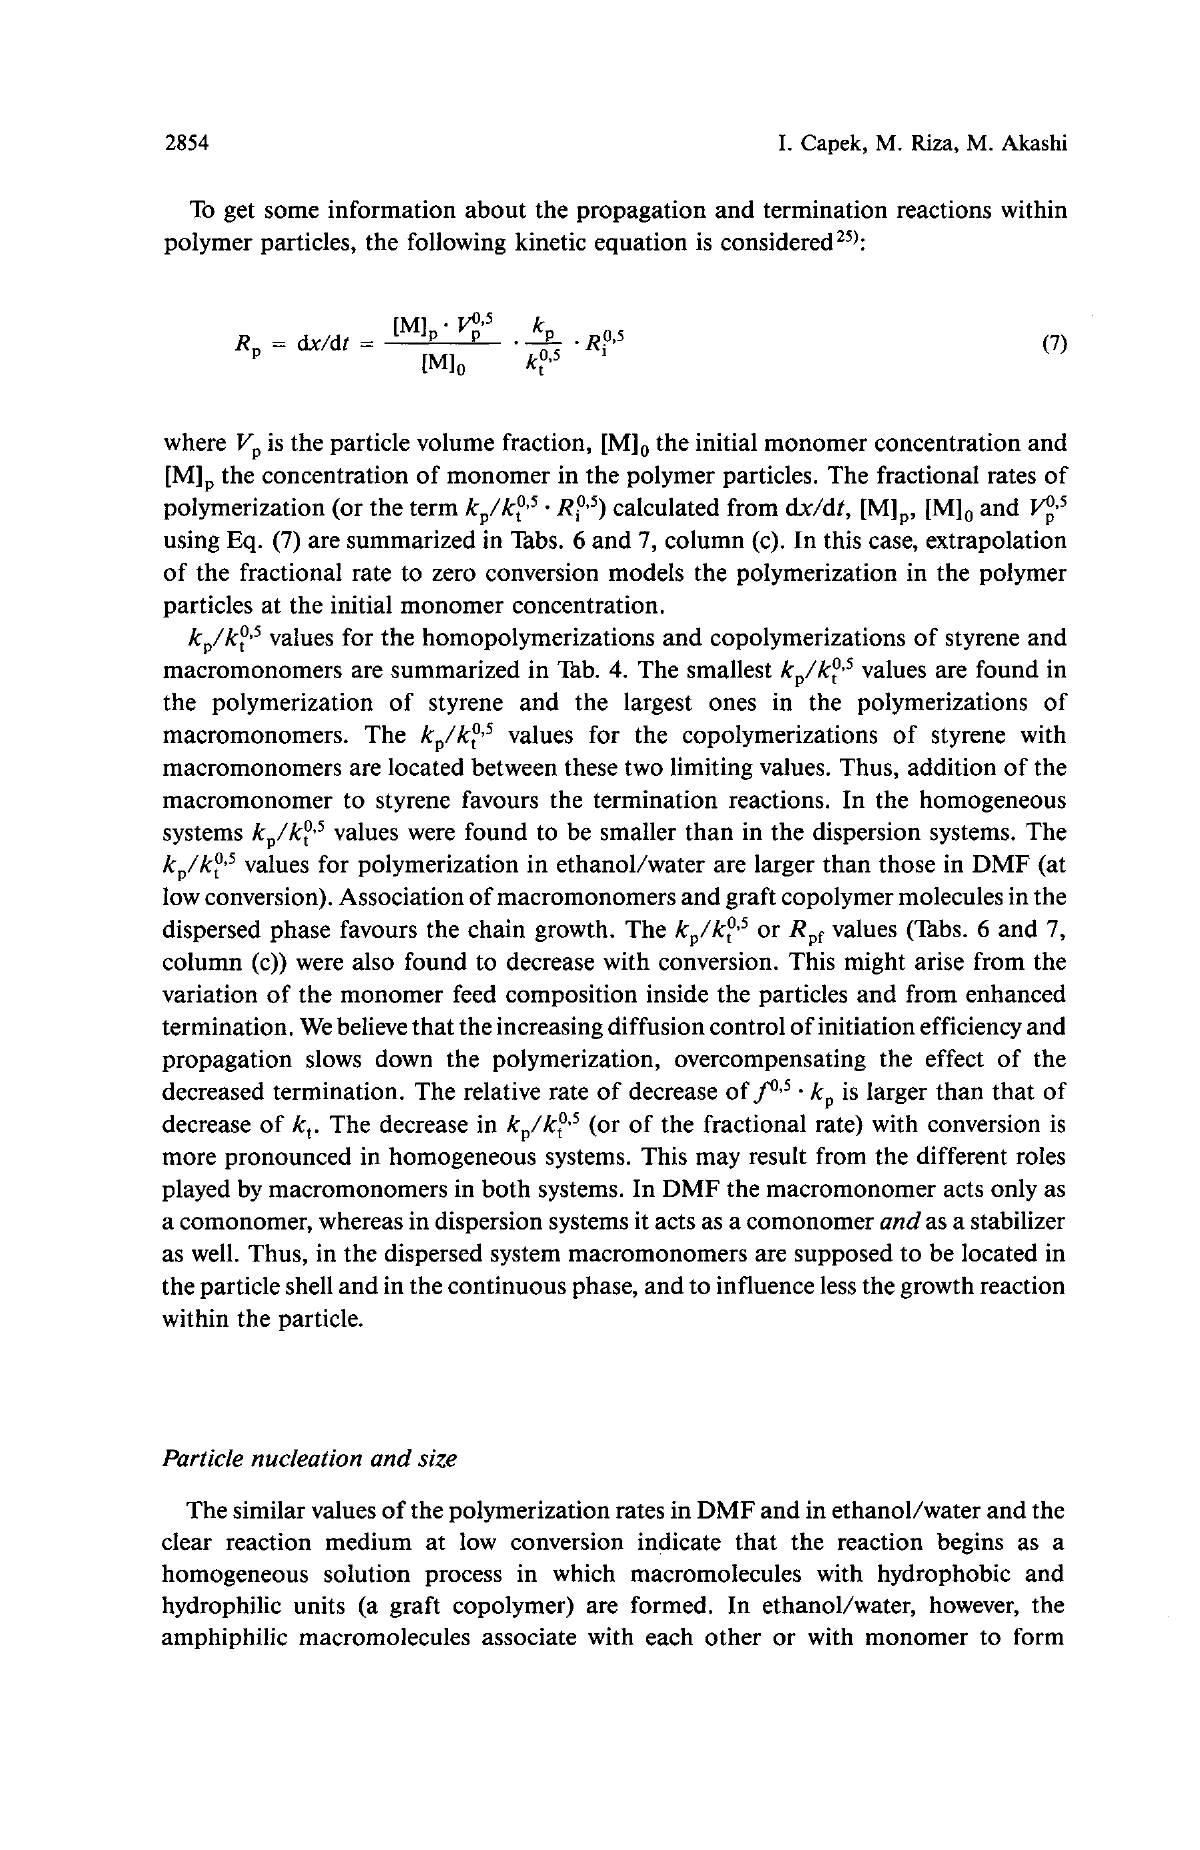 2854 I. Capek, M. Riza, M. Akashi
To get some information about the propagation and termination reactions within
polymer particles, the following kinetic equation is considered²⁵⁾:
R_p = dx/dt = ([M]_p · V_p^0,5 / [M]_0) · (k_p / k_t^0,5) · R_i^0,5 (7)
where V_p is the particle volume fraction, [M]_0 the initial monomer concentration and
[M]_p the concentration of monomer in the polymer particles. The fractional rates of
polymerization (or the term k_p/k_t^0,5 · R_i^0,5) calculated from dx/dt, [M]_p, [M]_0 and V_p^0,5
using Eq. (7) are summarized in Tabs. 6 and 7, column (c). In this case, extrapolation
of the fractional rate to zero conversion models the polymerization in the polymer
particles at the initial monomer concentration.
k_p/k_t^0,5 values for the homopolymerizations and copolymerizations of styrene and
macromonomers are summarized in Tab. 4. The smallest k_p/k_t^0,5 values are found in
the polymerization of styrene and the largest ones in the polymerizations of
macromonomers. The k_p/k_t^0,5 values for the copolymerizations of styrene with
macromonomers are located between these two limiting values. Thus, addition of the
macromonomer to styrene favours the termination reactions. In the homogeneous
systems k_p/k_t^0,5 values were found to be smaller than in the dispersion systems. The
k_p/k_t^0,5 values for polymerization in ethanol/water are larger than those in DMF (at
low conversion). Association of macromonomers and graft copolymer molecules in the
dispersed phase favours the chain growth. The k_p/k_t^0,5 or R_pf values (Tabs. 6 and 7,
column (c)) were also found to decrease with conversion. This might arise from the
variation of the monomer feed composition inside the particles and from enhanced
termination. We believe that the increasing diffusion control of initiation efficiency and
propagation slows down the polymerization, overcompensating the effect of the
decreased termination. The relative rate of decrease of f^0,5 · k_p is larger than that of
decrease of k_t. The decrease in k_p/k_t^0,5 (or of the fractional rate) with conversion is
more pronounced in homogeneous systems. This may result from the different roles
played by macromonomers in both systems. In DMF the macromonomer acts only as
a comonomer, whereas in dispersion systems it acts as a comonomer and as a stabilizer
as well. Thus, in the dispersed system macromonomers are supposed to be located in
the particle shell and in the continuous phase, and to influence less the growth reaction
within the particle.
Particle nucleation and size
The similar values of the polymerization rates in DMF and in ethanol/water and the
clear reaction medium at low conversion indicate that the reaction begins as a
homogeneous solution process in which macromolecules with hydrophobic and
hydrophilic units (a graft copolymer) are formed. In ethanol/water, however, the
amphiphilic macromolecules associate with each other or with monomer to form